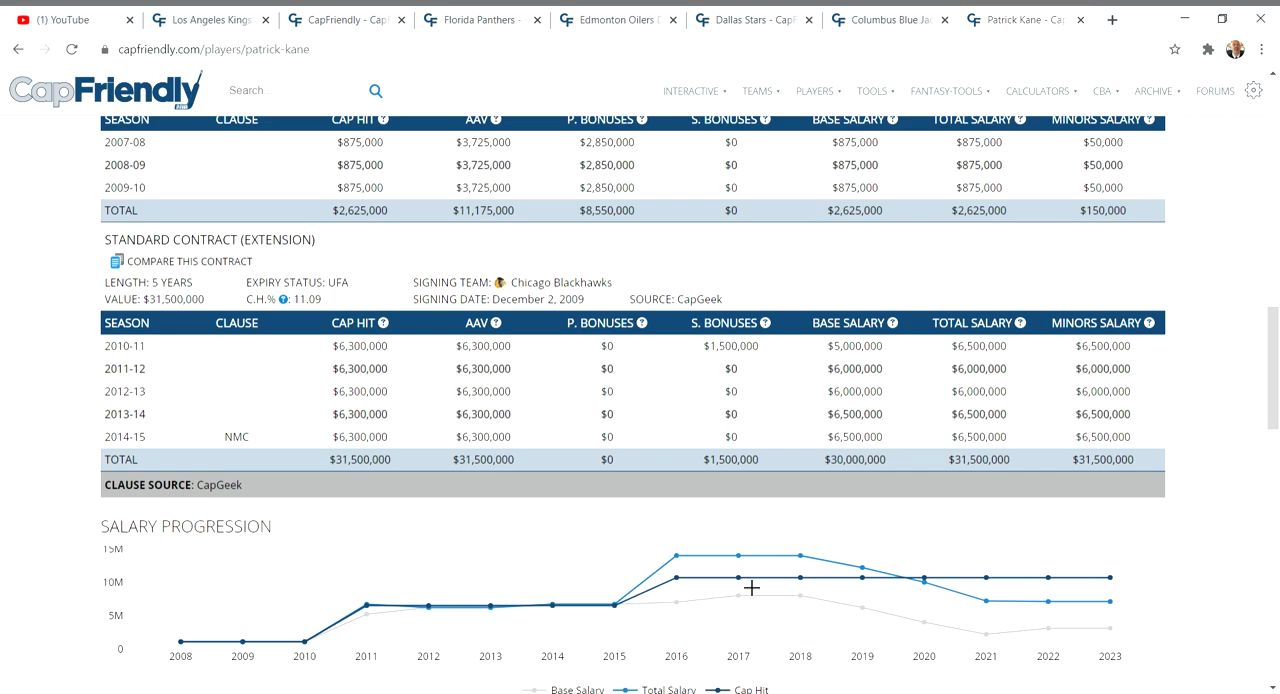 (1) YouTube Los Angeles Kings CapFriendly - Cap Florida Panthers - Edmonton Oilers Dallas Stars - CapF Columbus Blue Ja Patrick Kane - Ca
capfriendly.com/players/patrick-kane
CapFriendly Search... INTERACTIVE TEAMS PLAYERS TOOLS FANTASY-TOOLS CALCULATORS CBA ARCHIVE FORUMS
SEASON CLAUSE CAP HIT AAV P. BONUSES S. BONUSES BASE SALARY TOTAL SALARY MINORS SALARY
2007-08 $875,000 $3,725,000 $2,850,000 $0 $875,000 $875,000 $50,000
2008-09 $875,000 $3,725,000 $2,850,000 $0 $875,000 $875,000 $50,000
2009-10 $875,000 $3,725,000 $2,850,000 $0 $875,000 $875,000 $50,000
TOTAL $2,625,000 $11,175,000 $8,550,000 $0 $2,625,000 $2,625,000 $150,000
STANDARD CONTRACT (EXTENSION)
COMPARE THIS CONTRACT
LENGTH: 5 YEARS EXPIRY STATUS: UFA SIGNING TEAM: Chicago Blackhawks
VALUE: $31,500,000 C.H.% ?: 11.09 SIGNING DATE: December 2, 2009 SOURCE: CapGeek
SEASON CLAUSE CAP HIT ? AAV ? P. BONUSES ? S. BONUSES ? BASE SALARY ? TOTAL SALARY ? MINORS SALARY ?
2010-11 $6,300,000 $6,300,000 $0 $1,500,000 $5,000,000 $6,500,000 $6,500,000
2011-12 $6,300,000 $6,300,000 $0 $0 $6,000,000 $6,000,000 $6,000,000
2012-13 $6,300,000 $6,300,000 $0 $0 $6,000,000 $6,000,000 $6,000,000
2013-14 $6,300,000 $6,300,000 $0 $0 $6,500,000 $6,500,000 $6,500,000
2014-15 NMC $6,300,000 $6,300,000 $0 $0 $6,500,000 $6,500,000 $6,500,000
TOTAL $31,500,000 $31,500,000 $0 $1,500,000 $30,000,000 $31,500,000 $31,500,000
CLAUSE SOURCE: CapGeek
SALARY PROGRESSION
15M
10M
5M
0
2008 2009 2010 2011 2012 2013 2014 2015 2016 2017 2018 2019 2020 2021 2022 2023
Base Salary Total Salary Cap Hit